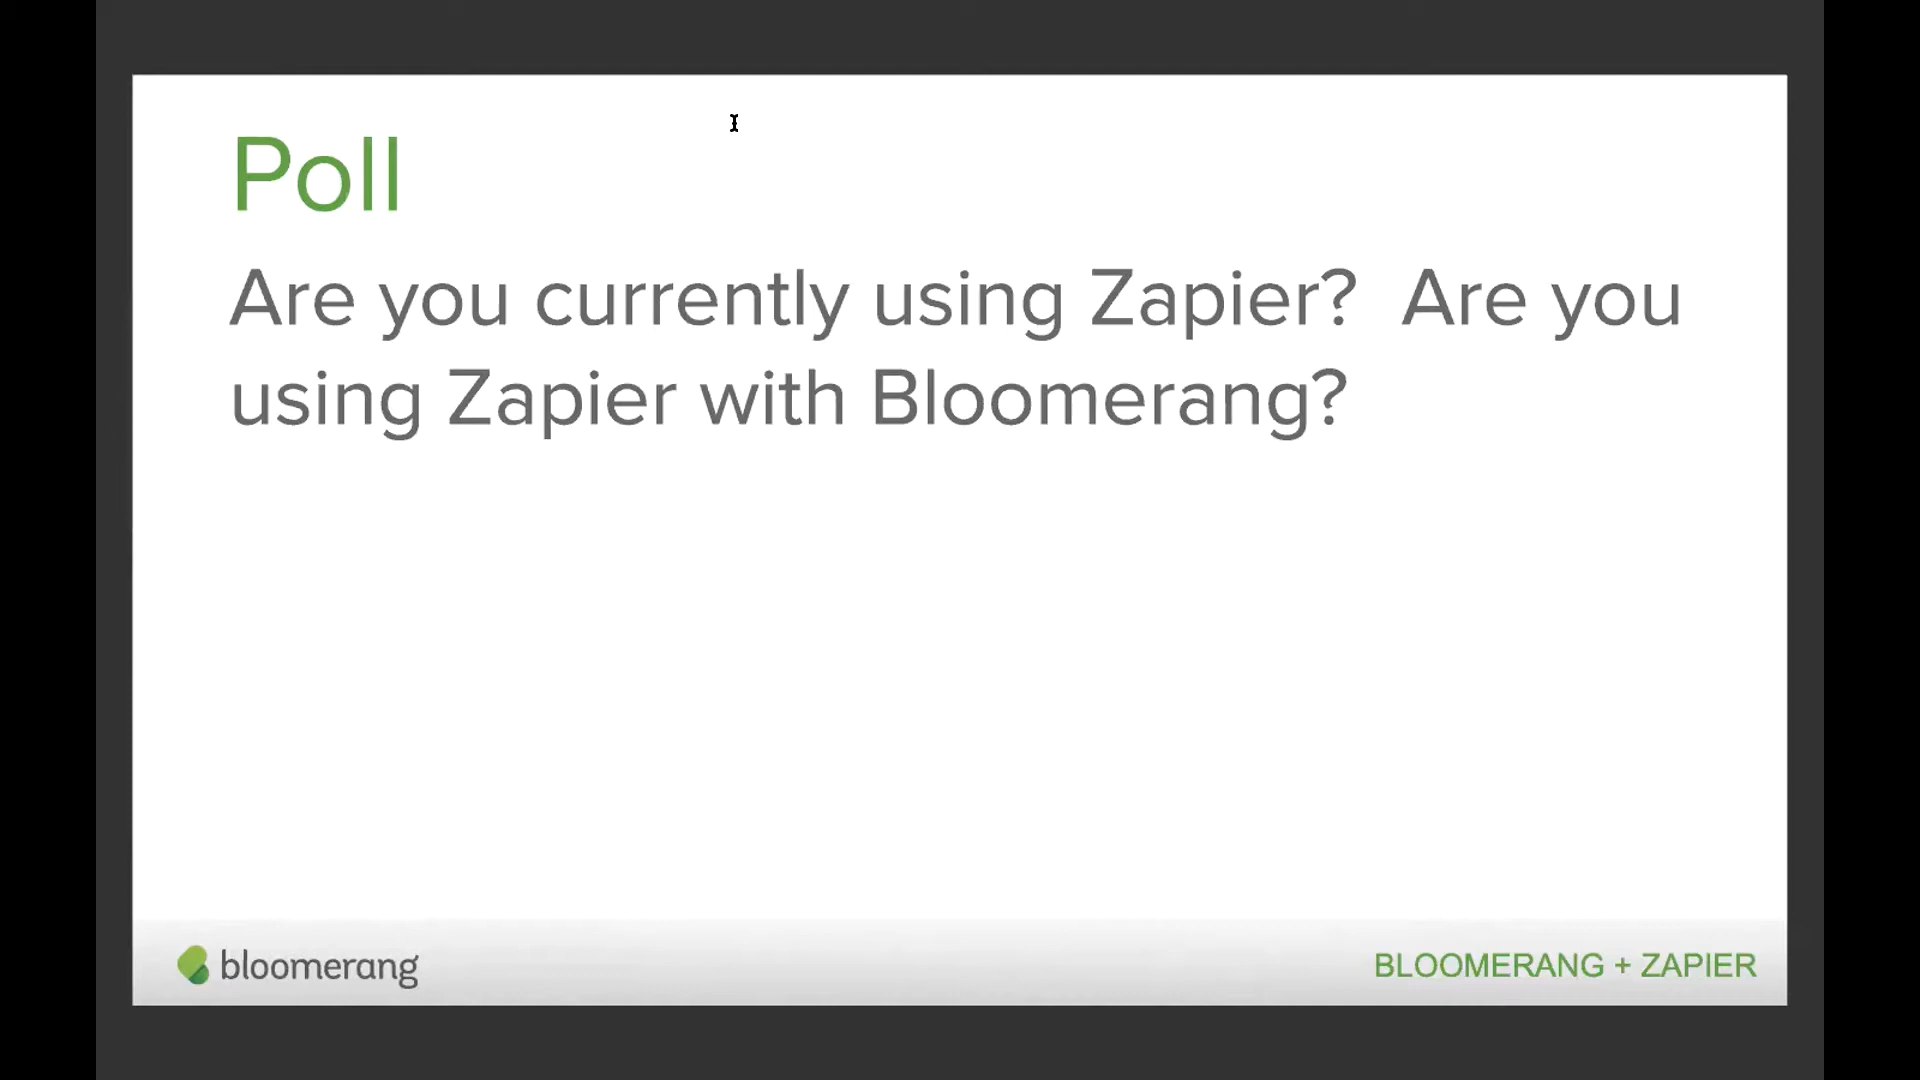 Poll
Are you currently using Zapier?  Are you
using Zapier with Bloomerang?
bloomerang
BLOOMERANG + ZAPIER